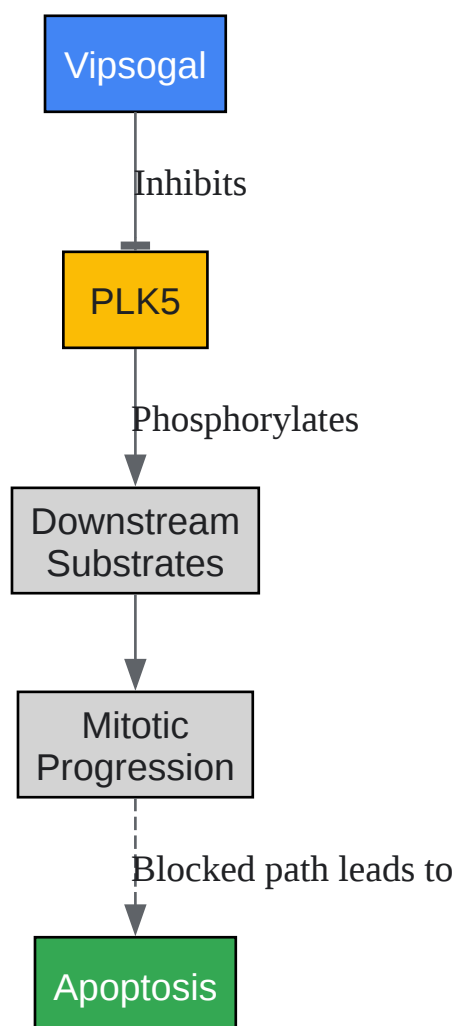 Vipsogal
Inhibits
PLK5
Phosphorylates
Downstream
Substrates
Mitotic
Progression
Blocked path leads to
Apoptosis